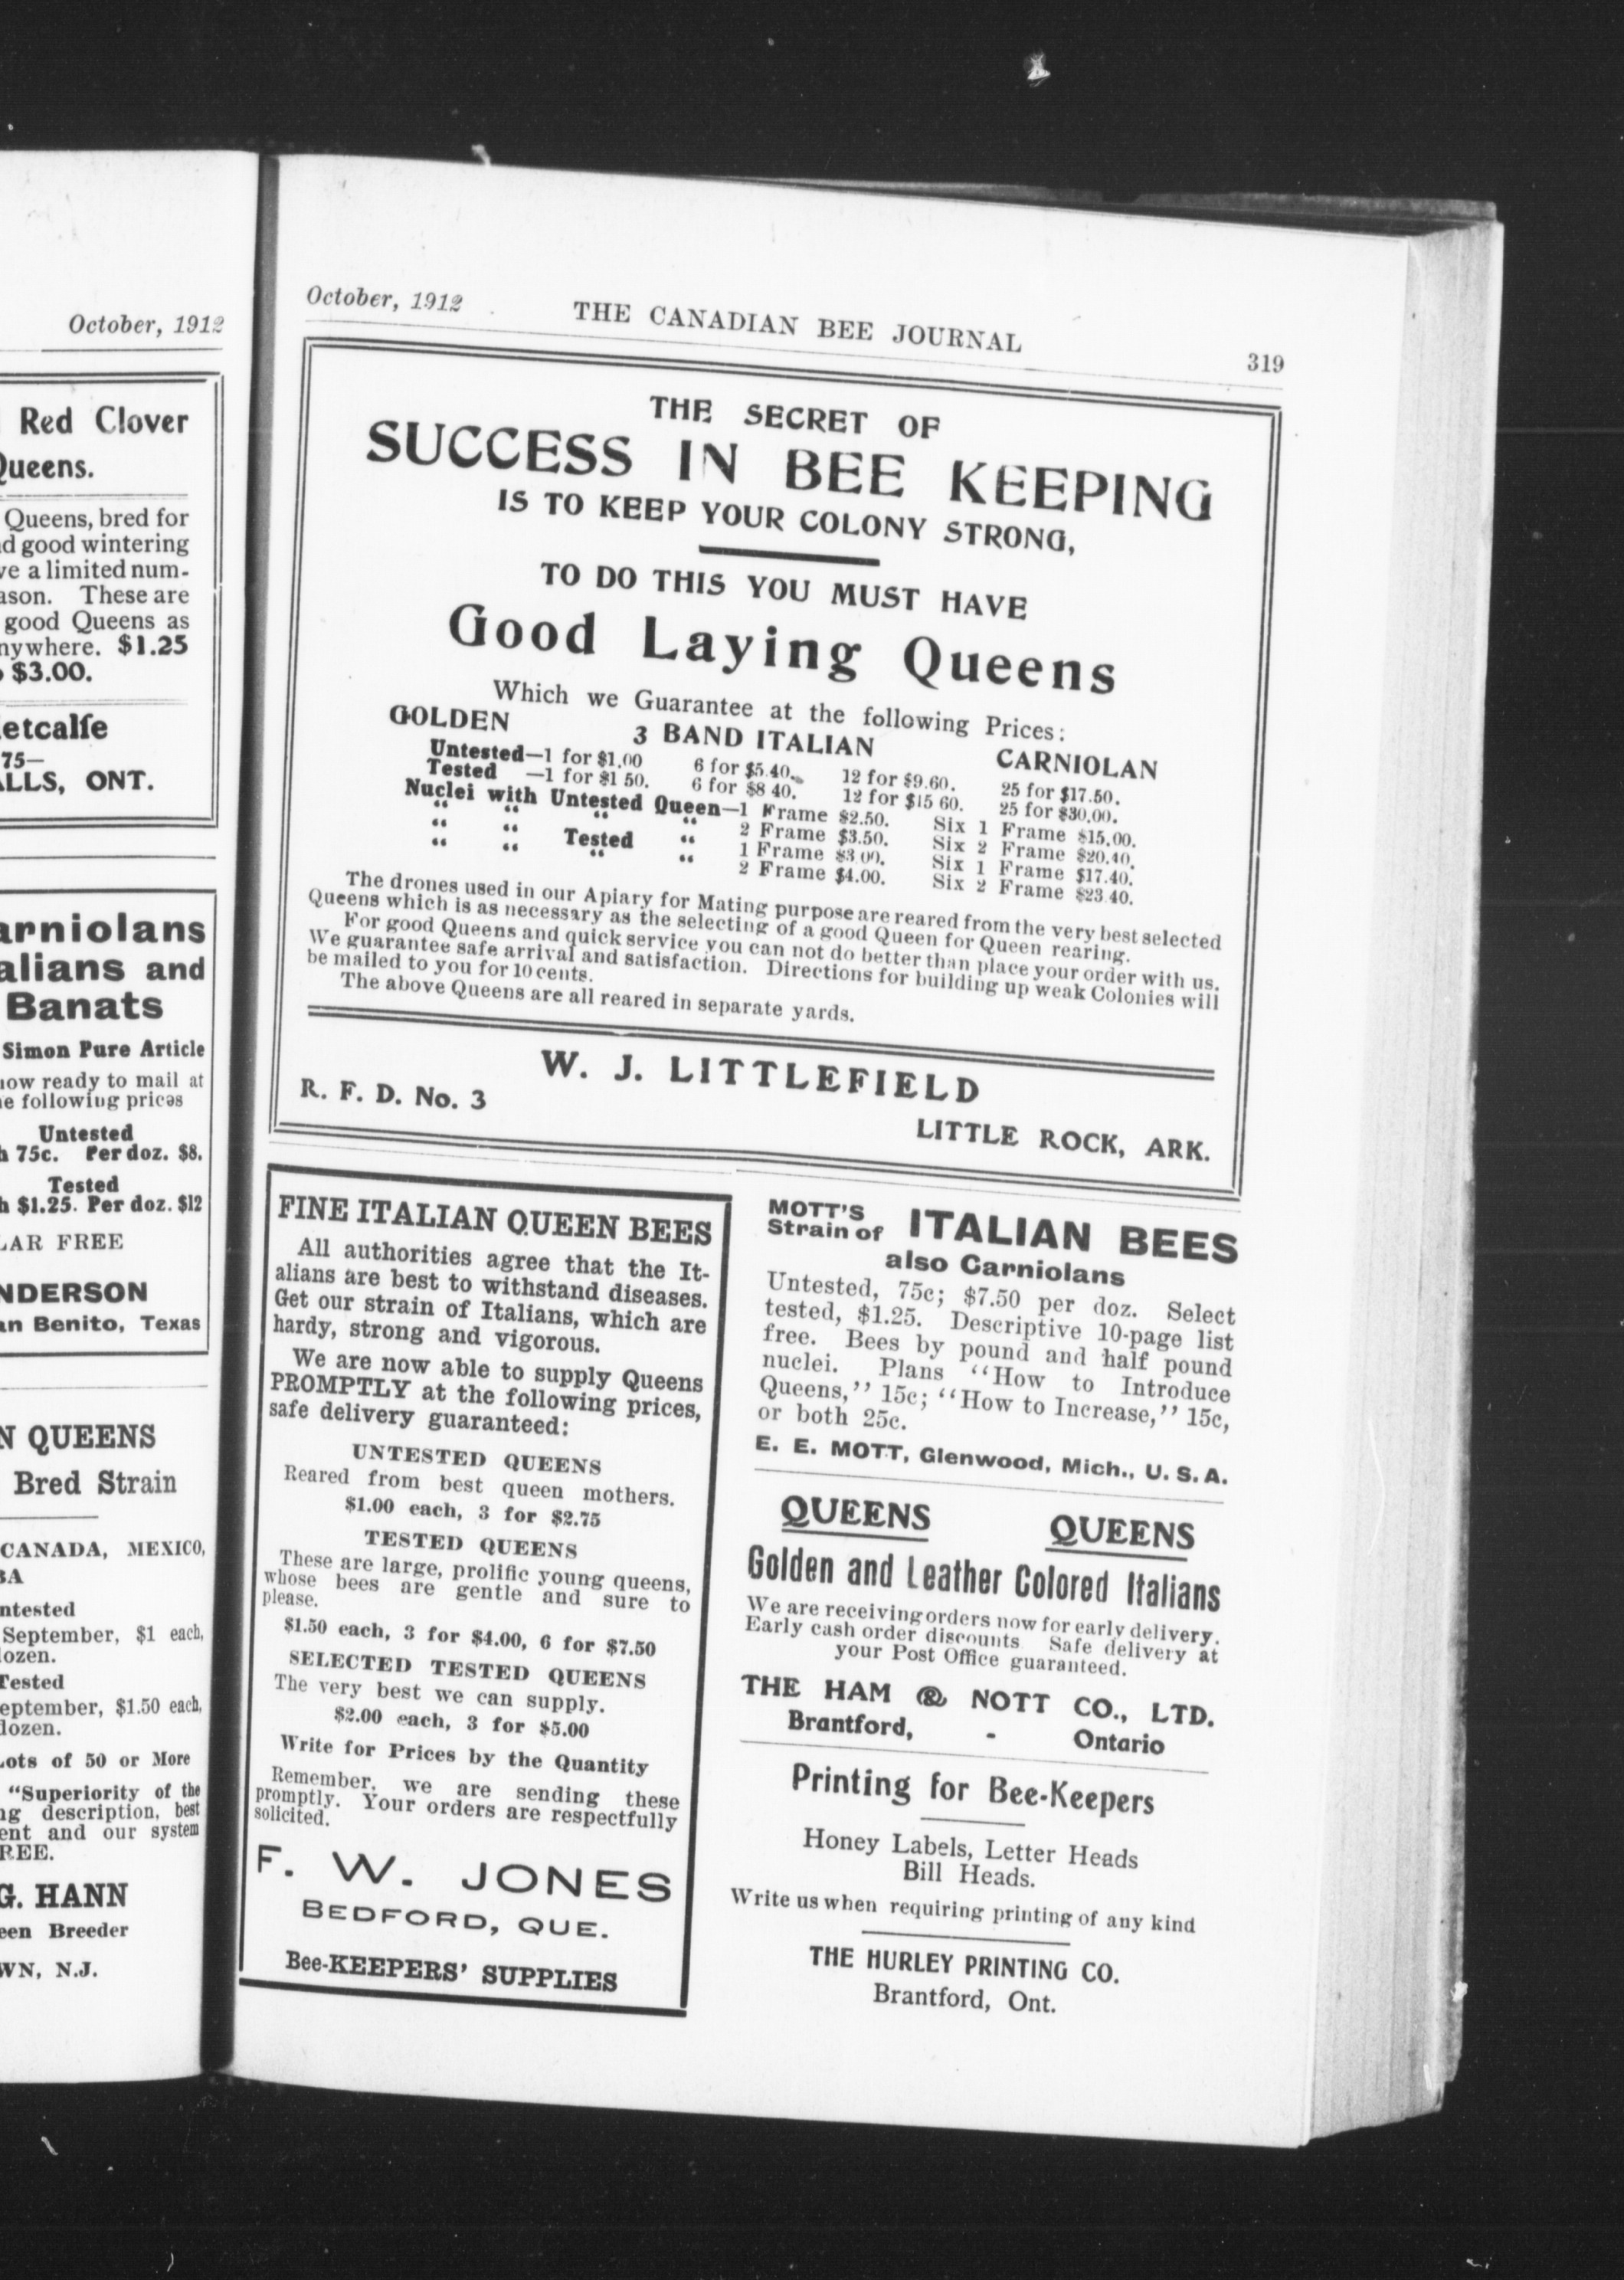 October, 1912
Red Clover
Queens.
Queens, bred for
good wintering
a limited num-
These are
good Queens as
$1.25
$3.00.
75—
ONT.
and
Banats
Simon Pure Article
ready to mail at
following prices
Untested
75c. Per doz. $8.
Tested
$1.25. Per doz. $12
FREE
Benito, Texas
QUEENS
Bred Strain
CANADA, MEXICO,
September, $1 each,
$1.50 each,
of 50 or More
"Superiority of the
description, best
and our system
G. HANN
Breeder
N.J.
October, 1912
THE CANADIAN BEE JOURNAL
319
THE SECRET OF
SUCCESS IN BEE KEEPING
IS TO KEEP YOUR COLONY STRONG,
TO DO THIS YOU MUST HAVE
Good Laying Queens
Which we Guarantee at the following Prices:
GOLDEN 3 BAND ITALIAN CARNIOLAN
Untested—1 for $1.00 6 for $5.40. 12 for $9.60. 25 for $17.50.
Tested —1 for $1 50. 6 for $8 40. 12 for $15 60. 25 for $30.00.
Nuclei with Untested Queen—1 Frame $2.50. Six 1 Frame $15.00.
“ “ “ “ 2 Frame $3.50. Six 2 Frame $20.40.
“ “ Tested “ 1 Frame $3.00. Six 1 Frame $17.40.
“ “ “ “ 2 Frame $4.00. Six 2 Frame $23.40.
The drones used in our Apiary for Mating purpose are reared from the very best selected
Queens which is as necessary as the selecting of a good Queen for Queen rearing.
For good Queens and quick service you can not do better than place your order with us.
We guarantee safe arrival and satisfaction. Directions for building up weak Colonies will
be mailed to you for 10 cents.
The above Queens are all reared in separate yards.
W. J. LITTLEFIELD
R. F. D. No. 3
LITTLE ROCK, ARK.
FINE ITALIAN QUEEN BEES
All authorities agree that the It-
alians are best to withstand diseases.
Get our strain of Italians, which are
hardy, strong and vigorous.
We are now able to supply Queens
PROMPTLY at the following prices,
safe delivery guaranteed:
UNTESTED QUEENS
Reared from best queen mothers.
$1.00 each, 3 for $2.75
TESTED QUEENS
These are large, prolific young queens,
whose bees are gentle and sure to
please.
$1.50 each, 3 for $4.00, 6 for $7.50
SELECTED TESTED QUEENS
The very best we can supply.
$2.00 each, 3 for $5.00
Write for Prices by the Quantity
Remember, we are sending these
promptly. Your orders are respectfully
solicited.
F. W. JONES
BEDFORD, QUE.
Bee-KEEPERS' SUPPLIES
MOTT'S
Strain of ITALIAN BEES
also Carniolans
Untested, 75c; $7.50 per doz. Select
tested, $1.25. Descriptive 10-page list
free. Bees by pound and half pound
nuclei. Plans "How to Introduce
Queens," 15c; "How to Increase," 15c,
or both 25c.
E. E. MOTT, Glenwood, Mich., U. S. A.
QUEENS QUEENS
Golden and Leather Colored Italians
We are receiving orders now for early delivery.
Early cash order discounts Safe delivery at
your Post Office guaranteed.
THE HAM & NOTT CO., LTD.
Brantford, - Ontario
Printing for Bee-Keepers
Honey Labels, Letter Heads
Bill Heads.
Write us when requiring printing of any kind
THE HURLEY PRINTING CO.
Brantford, Ont.